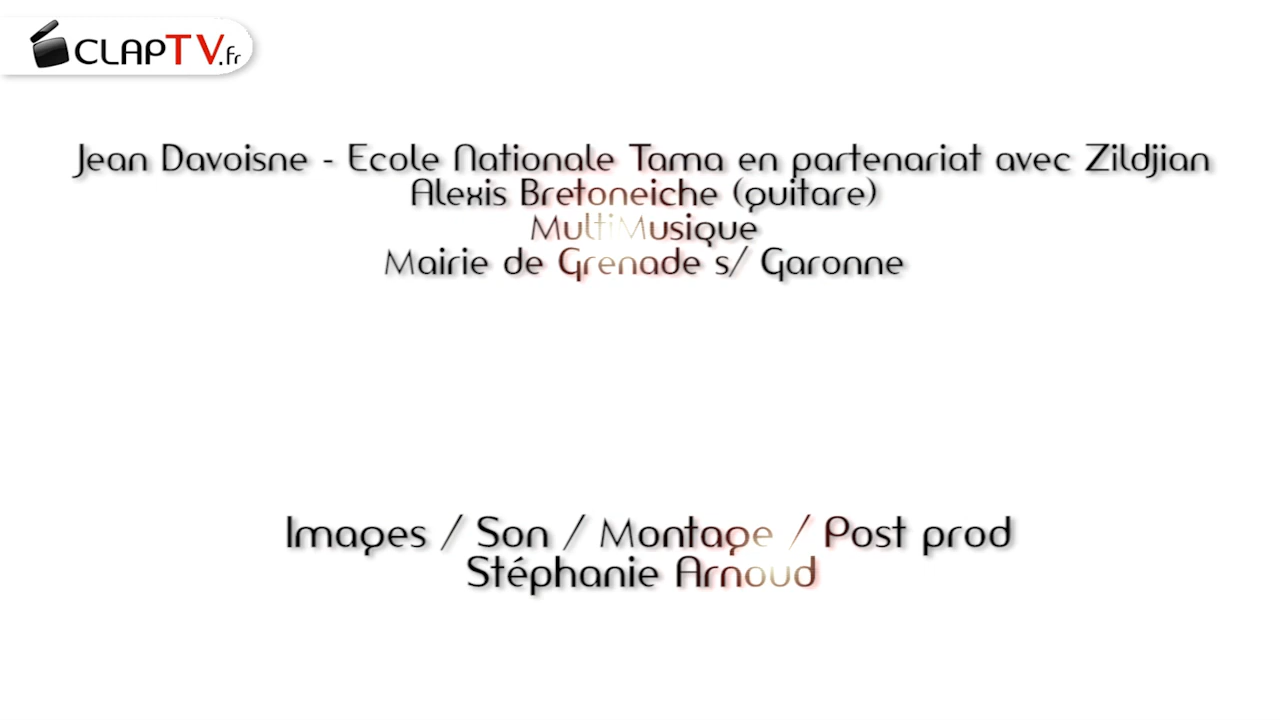 CLAPTV.fr
Jean Davoisne - Ecole Nationale Tama en partenariat avec Zildjian
Alexis Bretoneiche (guitare)
MultiMusique
Mairie de Grenade s/ Garonne
Images / Son / Montage / Post prod
Stéphanie Arnoud